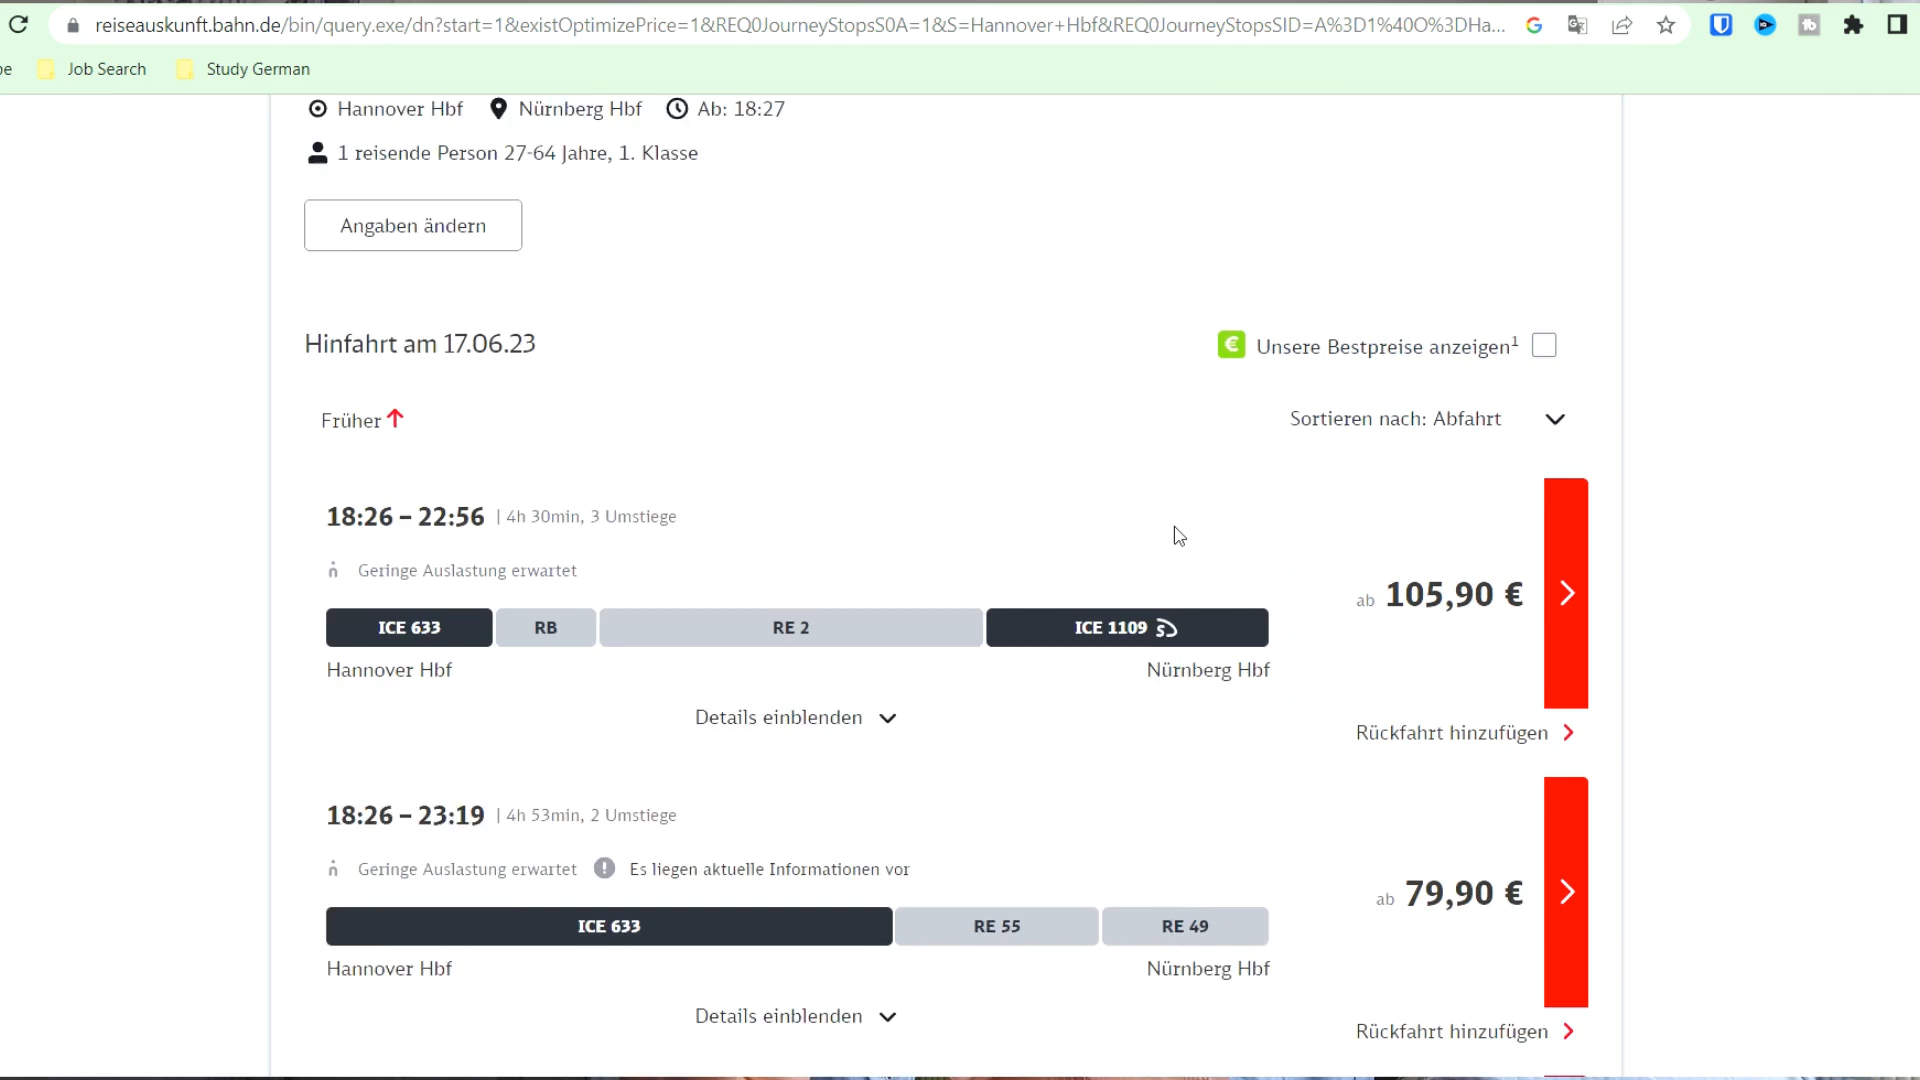 reiseauskunft.bahn.de/bin/query.exe/dn?start=1&existOptimizePrice=1&REQ0JourneyStopsS0A=1&S=Hannover+Hbf&REQ0JourneyStopsSID=A%3D1%40O%3DHa...
be Job Search Study German
Hannover Hbf Nürnberg Hbf Ab: 18:27
1 reisende Person 27-64 Jahre, 1. Klasse
Angaben ändern
Hinfahrt am 17.06.23 € Unsere Bestpreise anzeigen¹
Früher Sortieren nach: Abfahrt
18:26 – 22:56 | 4h 30min, 3 Umstiege
Geringe Auslastung erwartet
ab 105,90 €
ICE 633 RB RE 2 ICE 1109
Hannover Hbf Nürnberg Hbf
Details einblenden
Rückfahrt hinzufügen
18:26 – 23:19 | 4h 53min, 2 Umstiege
Geringe Auslastung erwartet Es liegen aktuelle Informationen vor
ab 79,90 €
ICE 633 RE 55 RE 49
Hannover Hbf Nürnberg Hbf
Details einblenden
Rückfahrt hinzufügen